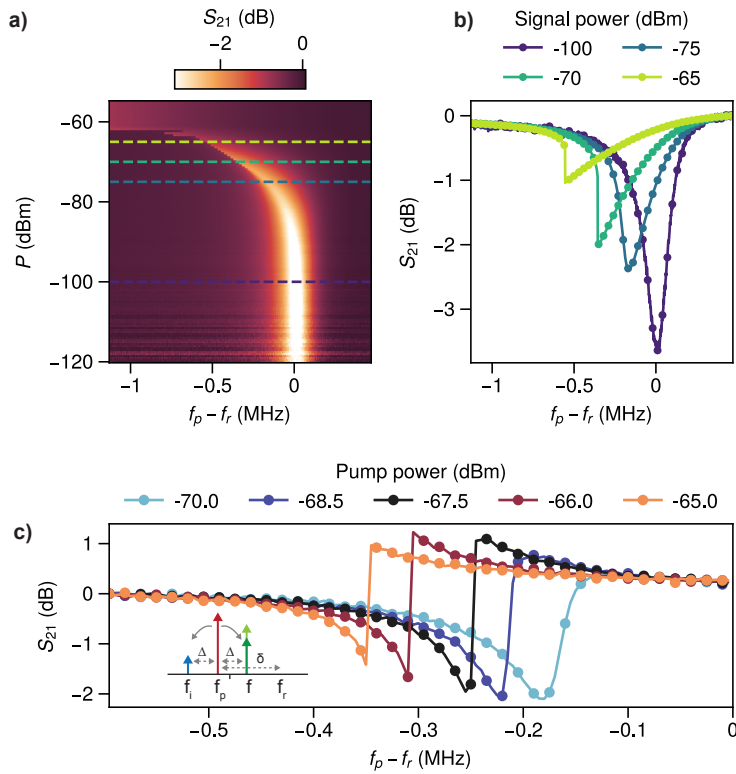 a)
S21 (dB)
−2
0
P (dBm)
−60
−80
−100
−120
−1
−0.5
0
fp − fr (MHz)
b)
Signal power (dBm)
-100
-75
-70
-65
S21 (dB)
0
−1
−2
−3
−1
−0.5
0
fp − fr (MHz)
Pump power (dBm)
-70.0
-68.5
-67.5
-66.0
-65.0
c)
S21 (dB)
1
0
−1
−2
Δ
Δ
δ
fi
fp
f
fr
−0.5
−0.4
−0.3
−0.2
−0.1
0
fp − fr (MHz)